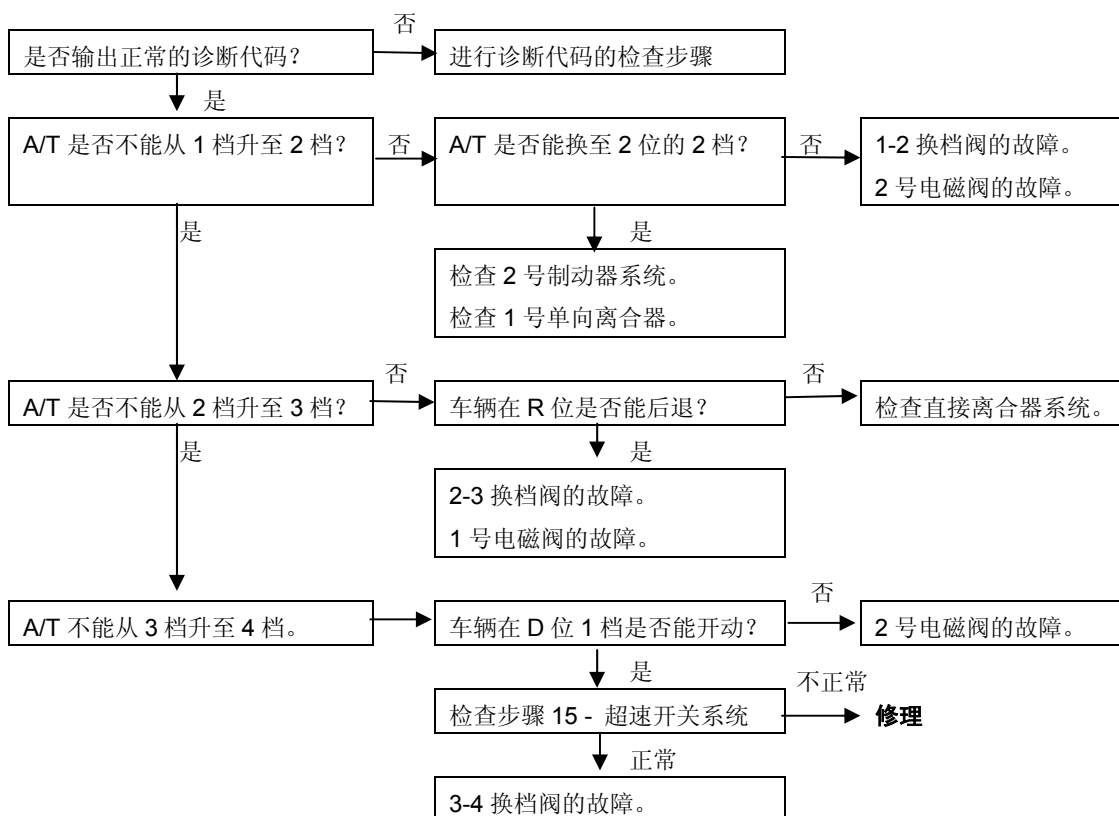 否
是否输出正常的诊断代码？
进行诊断代码的检查步骤
是
A/T 是否不能从 1 档升至 2 档？
否
A/T 是否能换至 2 位的 2 档？
否
1-2 换档阀的故障。
2 号电磁阀的故障。
是
是
检查 2 号制动器系统。
检查 1 号单向离合器。
否
否
A/T 是否不能从 2 档升至 3 档？
车辆在 R 位是否能后退？
检查直接离合器系统。
是
是
2-3 换档阀的故障。
1 号电磁阀的故障。
否
A/T 不能从 3 档升至 4 档。
车辆在 D 位 1 档是否能开动？
2 号电磁阀的故障。
是
不正常
检查步骤 15 - 超速开关系统
修理
正常
3-4 换档阀的故障。